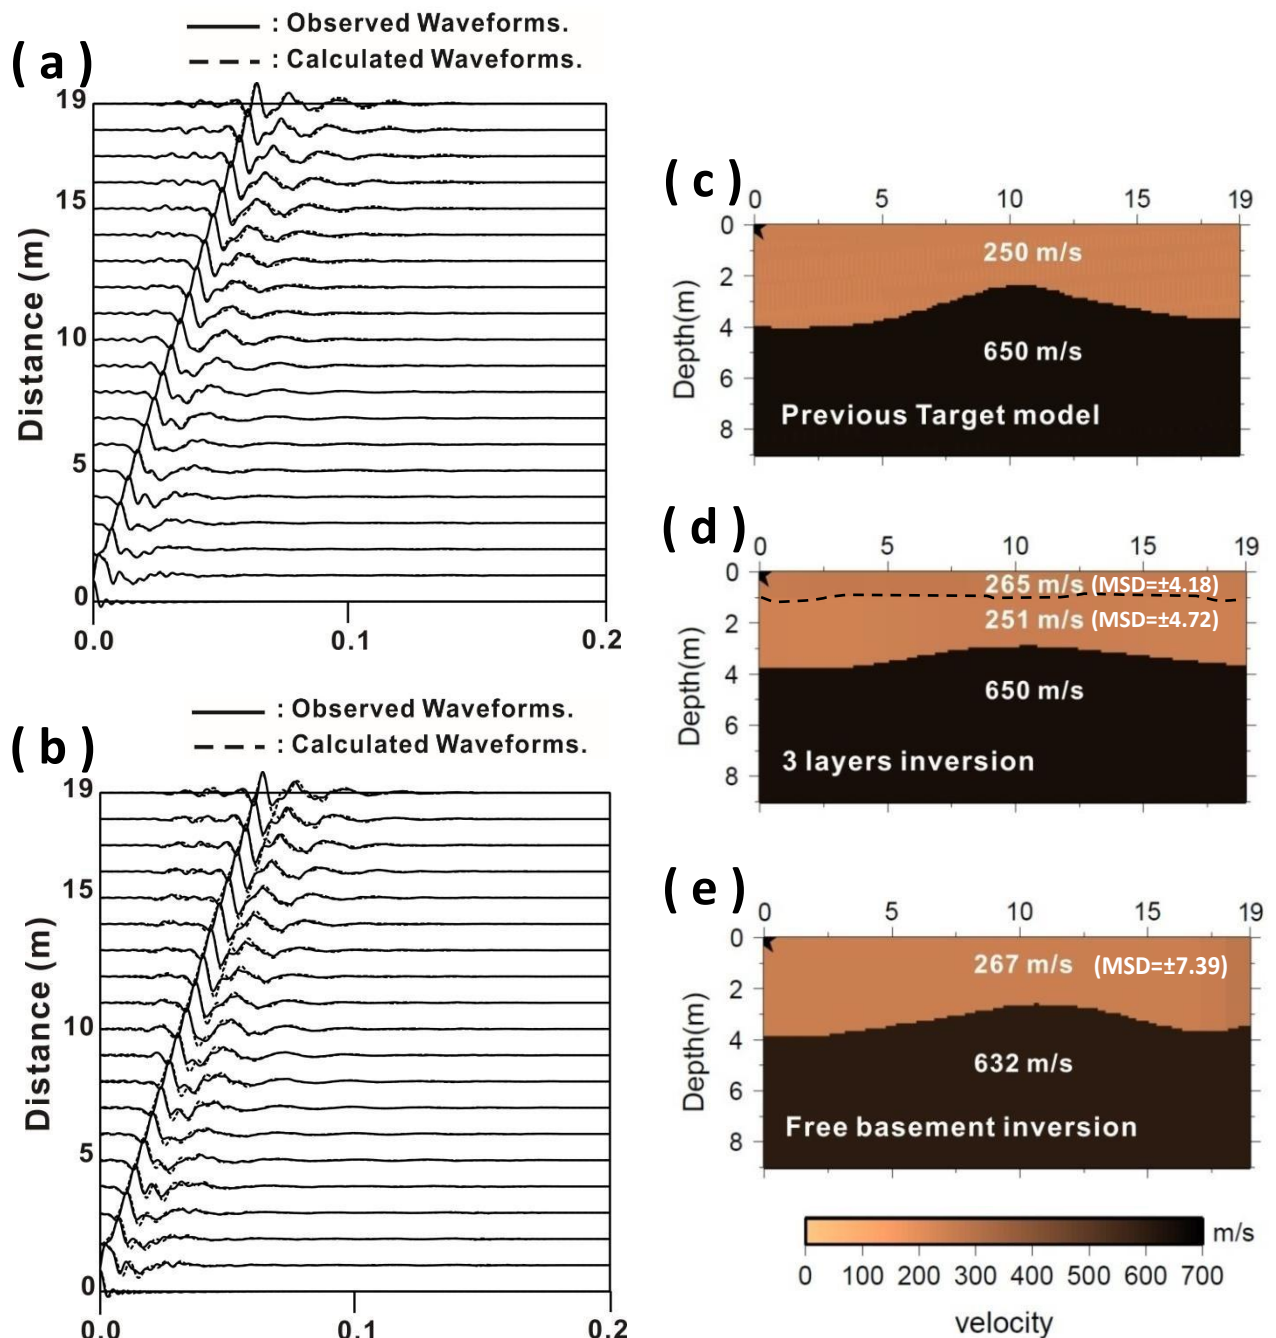 : Observed Waveforms.
: Calculated Waveforms.
( a )
19
15
10
5
0
Distance (m)
0.0 0.1 0.2
: Observed Waveforms.
: Calculated Waveforms.
( b )
19
15
10
5
0
Distance (m)
0.0 0.1 0.2
( c )
0 5 10 15 19
0
2
4
6
8
Depth(m)
250 m/s
650 m/s
Previous Target model
( d )
0 5 10 15 19
0
2
4
6
8
Depth(m)
265 m/s (MSD=±4.18)
251 m/s (MSD=±4.72)
650 m/s
3 layers inversion
( e )
0 5 10 15 19
0
2
4
6
8
Depth(m)
267 m/s (MSD=±7.39)
632 m/s
Free basement inversion
m/s
0 100 200 300 400 500 600 700
velocity